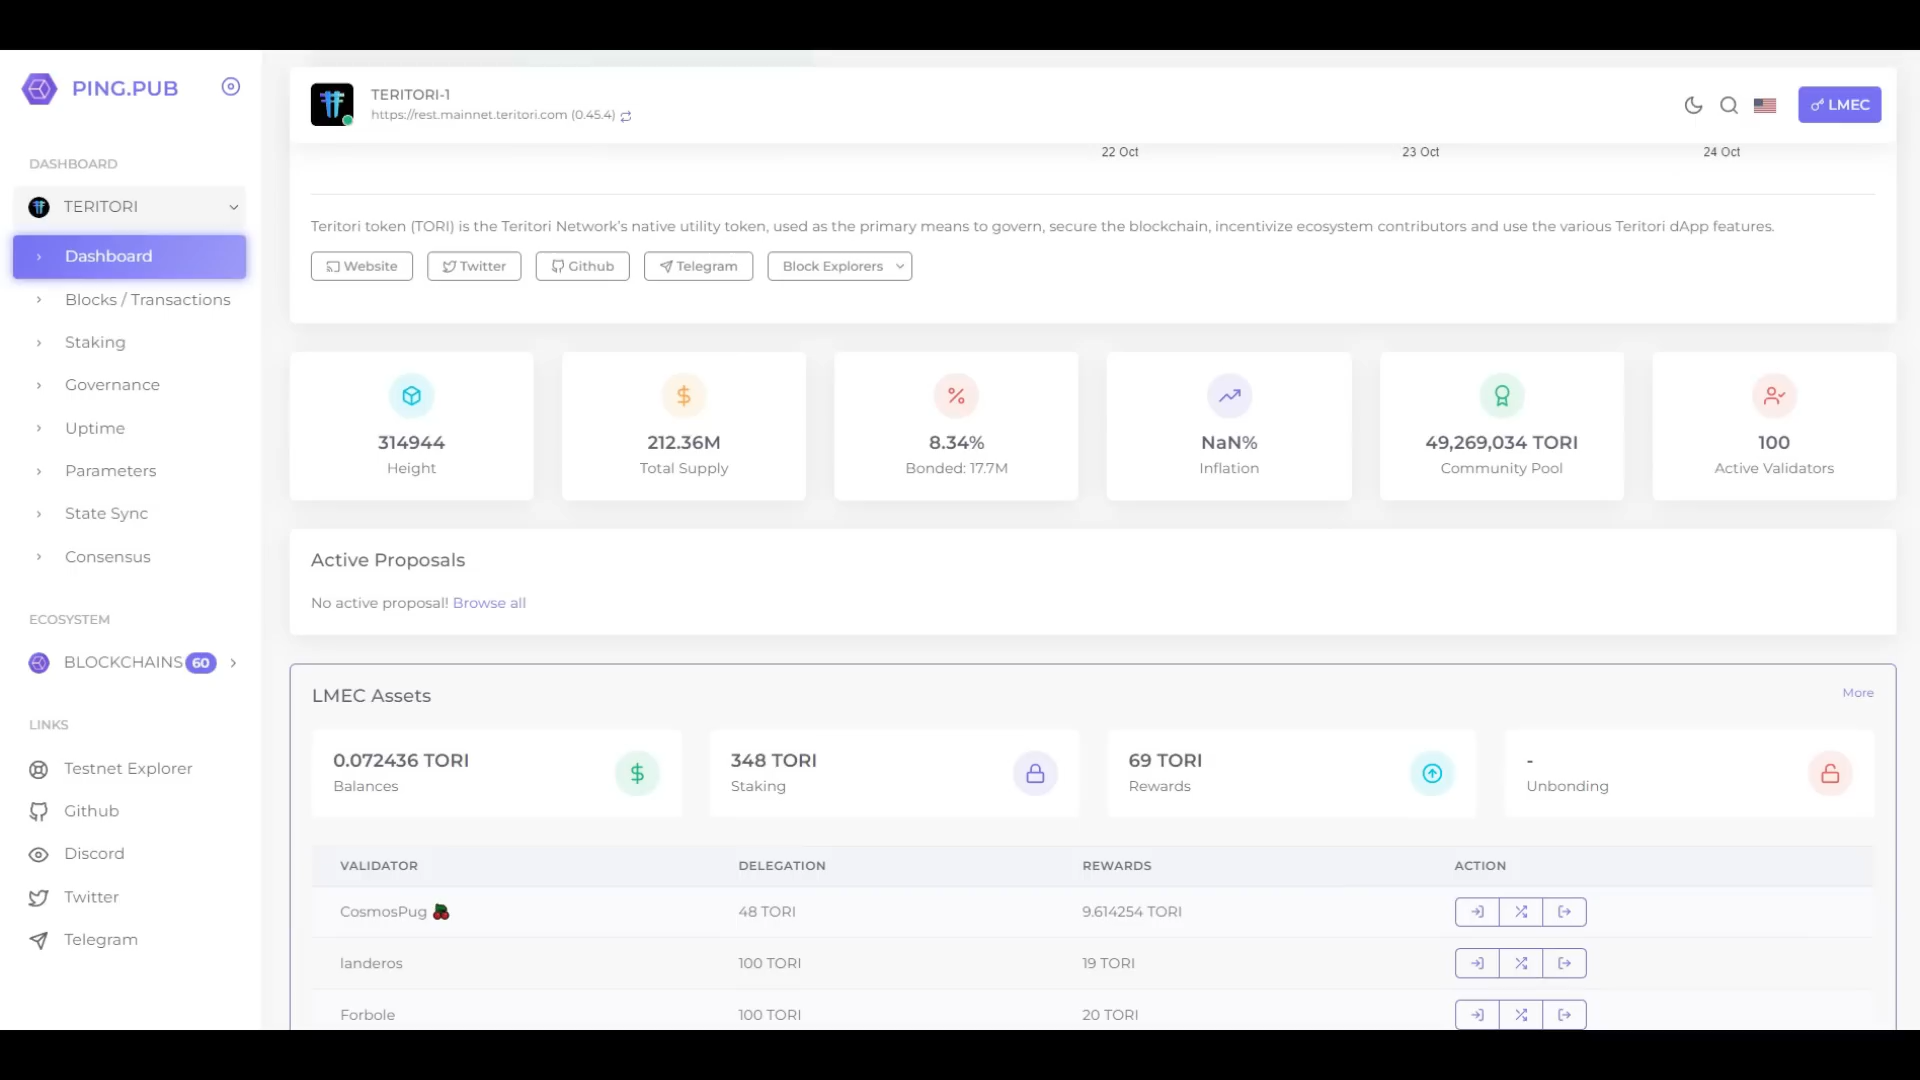 PING.PUB
DASHBOARD
TERITORI
Dashboard
Blocks / Transactions
Staking
Governance
Uptime
Parameters
State Sync
Consensus
ECOSYSTEM
BLOCKCHAINS 60
LINKS
Testnet Explorer
Github
Discord
Twitter
Telegram
TERITORI-1
https://rest.mainnet.teritori.com (0.45.4)
LMEC
22 Oct 23 Oct 24 Oct
Teritori token (TORI) is the Teritori Network's native utility token, used as the primary means to govern, secure the blockchain, incentivize ecosystem contributors and use the various Teritori dApp features.
Website Twitter Github Telegram Block Explorers
314944
Height
212.36M
Total Supply
8.34%
Bonded: 17.7M
NaN%
Inflation
49,269,034 TORI
Community Pool
100
Active Validators
Active Proposals
No active proposal! Browse all
LMEC Assets
More
0.072436 TORI
Balances
348 TORI
Staking
69 TORI
Rewards
-
Unbonding
VALIDATOR DELEGATION REWARDS ACTION
CosmosPug 🍒 48 TORI 9.614254 TORI
landeros 100 TORI 19 TORI
Forbole 100 TORI 20 TORI